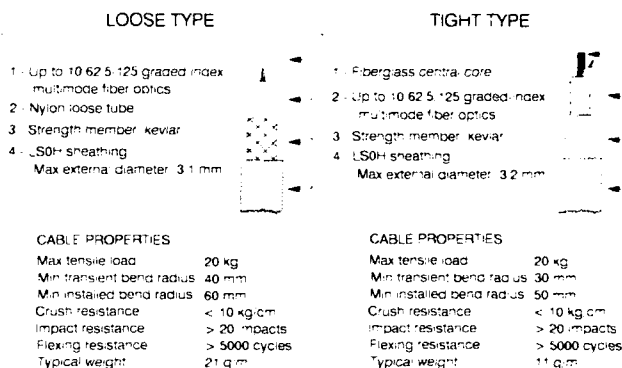 LOOSE TYPE
1 - Up to 10 62.5/125 graded index
multimode fiber optics
2 - Nylon loose tube
3 Strength member kevlar
4 - LS0H sheathing
Max external diameter 3.1 mm
CABLE PROPERTIES
Max tensile load 20 kg
Min transient bend radius 40 mm
Min installed bend radius 60 mm
Crush resistance < 10 kg/cm
Impact resistance > 20 impacts
Flexing resistance > 5000 cycles
Typical weight 21 g/m
TIGHT TYPE
1 - Fiberglass central core
2 - Up to 10 62.5/125 graded-index
multimode fiber optics
3 Strength member kevlar
4 LS0H sheathing
Max external diameter 3.2 mm
CABLE PROPERTIES
Max tensile load 20 kg
Min transient bend radius 30 mm
Min installed bend radius 50 mm
Crush resistance < 10 kg/cm
Impact resistance > 20 impacts
Flexing resistance > 5000 cycles
Typical weight 11 g/m